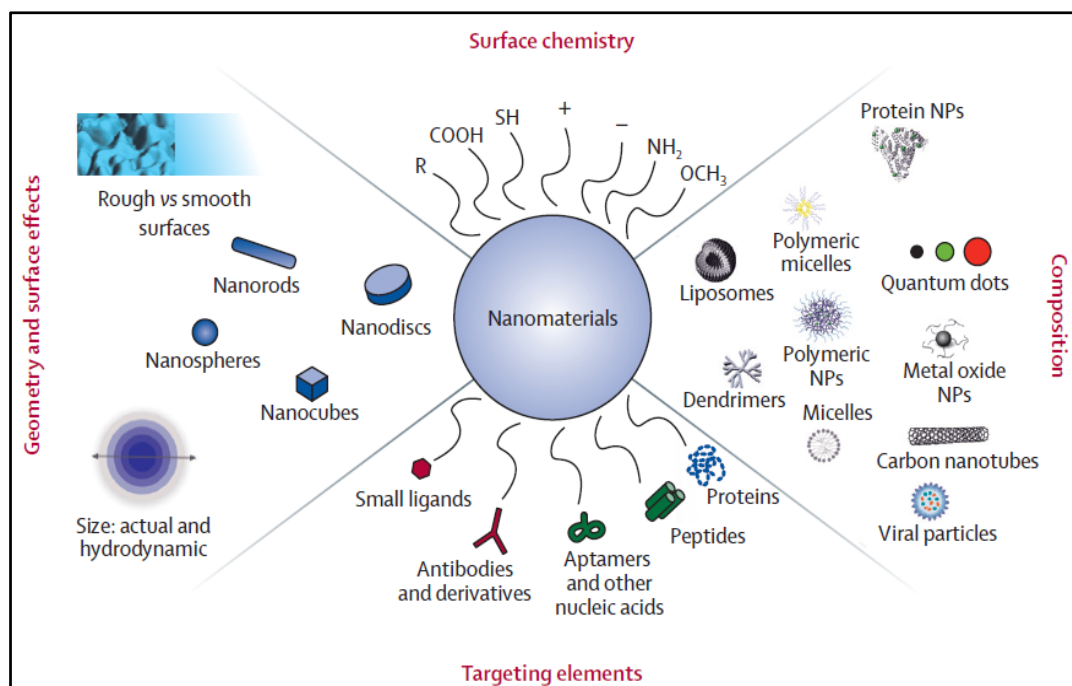 Surface chemistry
R
COOH
SH
+
−
NH₂
OCH₃
Geometry and surface effects
Rough vs smooth
surfaces
Nanorods
Nanodiscs
Nanospheres
Nanocubes
Size: actual and
hydrodynamic
Nanomaterials
Protein NPs
Polymeric
micelles
Liposomes
Quantum dots
Polymeric
NPs
Metal oxide
NPs
Dendrimers
Micelles
Carbon nanotubes
Viral particles
Composition
Small ligands
Antibodies
and derivatives
Aptamers
and other
nucleic acids
Peptides
Proteins
Targeting elements